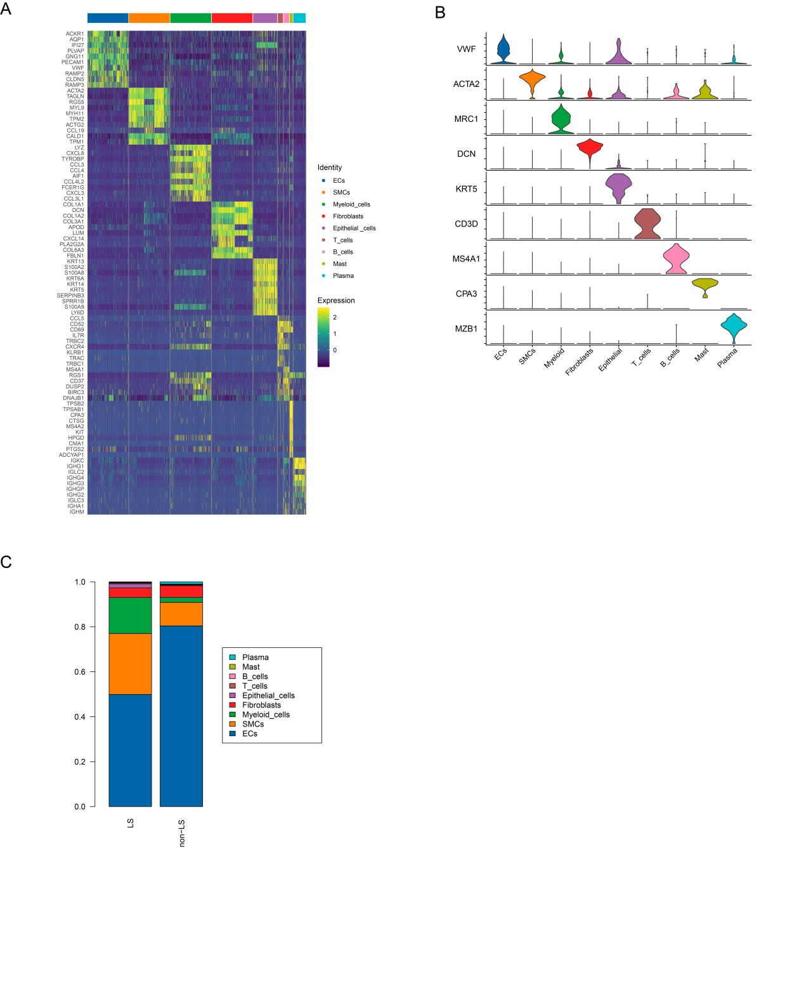 A
ACKR1
AQP1
IFI27
PLVAP
GNG11
PECAM1
VWF
RAMP2
CLDN5
RAMP3
ACTA2
TAGLN
RGS5
MYL9
MYH11
TPM2
ACTG2
CCL19
CALD1
TPM1
LYZ
CXCL8
TYROBP
CCL3
CCL4
AIF1
CCL4L2
FCER1G
CXCL3
CCL3L1
COL1A1
DCN
COL1A2
COL3A1
APOD
LUM
CXCL14
PLA2G2A
COL6A3
FBLN1
KRT13
S100A2
S100A8
KRT6A
KRT14
KRT5
SERPINB3
SPRR1B
S100A9
LY6D
CCL5
CD52
CD69
IL7R
TRBC2
CXCR4
KLRB1
TRAC
TRBC1
MS4A1
RGS1
CD37
DUSP2
BIRC3
DNAJB1
TPSB2
TPSAB1
CPA3
CTSG
MS4A2
KIT
HPGD
CMA1
PTGS2
ADCYAP1
IGKC
IGHG1
IGLC2
IGHG4
IGHG3
IGHGP
IGHG2
IGLC3
IGHA1
IGHM
Identity
ECs
SMCs
Myeloid_cells
Fibroblasts
Epithelial _cells
T_cells
B_cells
Mast
Plasma
Expression
2
1
0
B
VWF
ACTA2
MRC1
DCN
KRT5
CD3D
MS4A1
CPA3
MZB1
ECs
SMCs
Myeloid
Fibroblasts
Epithelial
T_cells
B_cells
Mast
Plasma
C
1.0
0.8
0.6
0.4
0.2
0.0
LS
non−LS
Plasma
Mast
B_cells
T_cells
Epithelial_cells
Fibroblasts
Myeloid_cells
SMCs
ECs